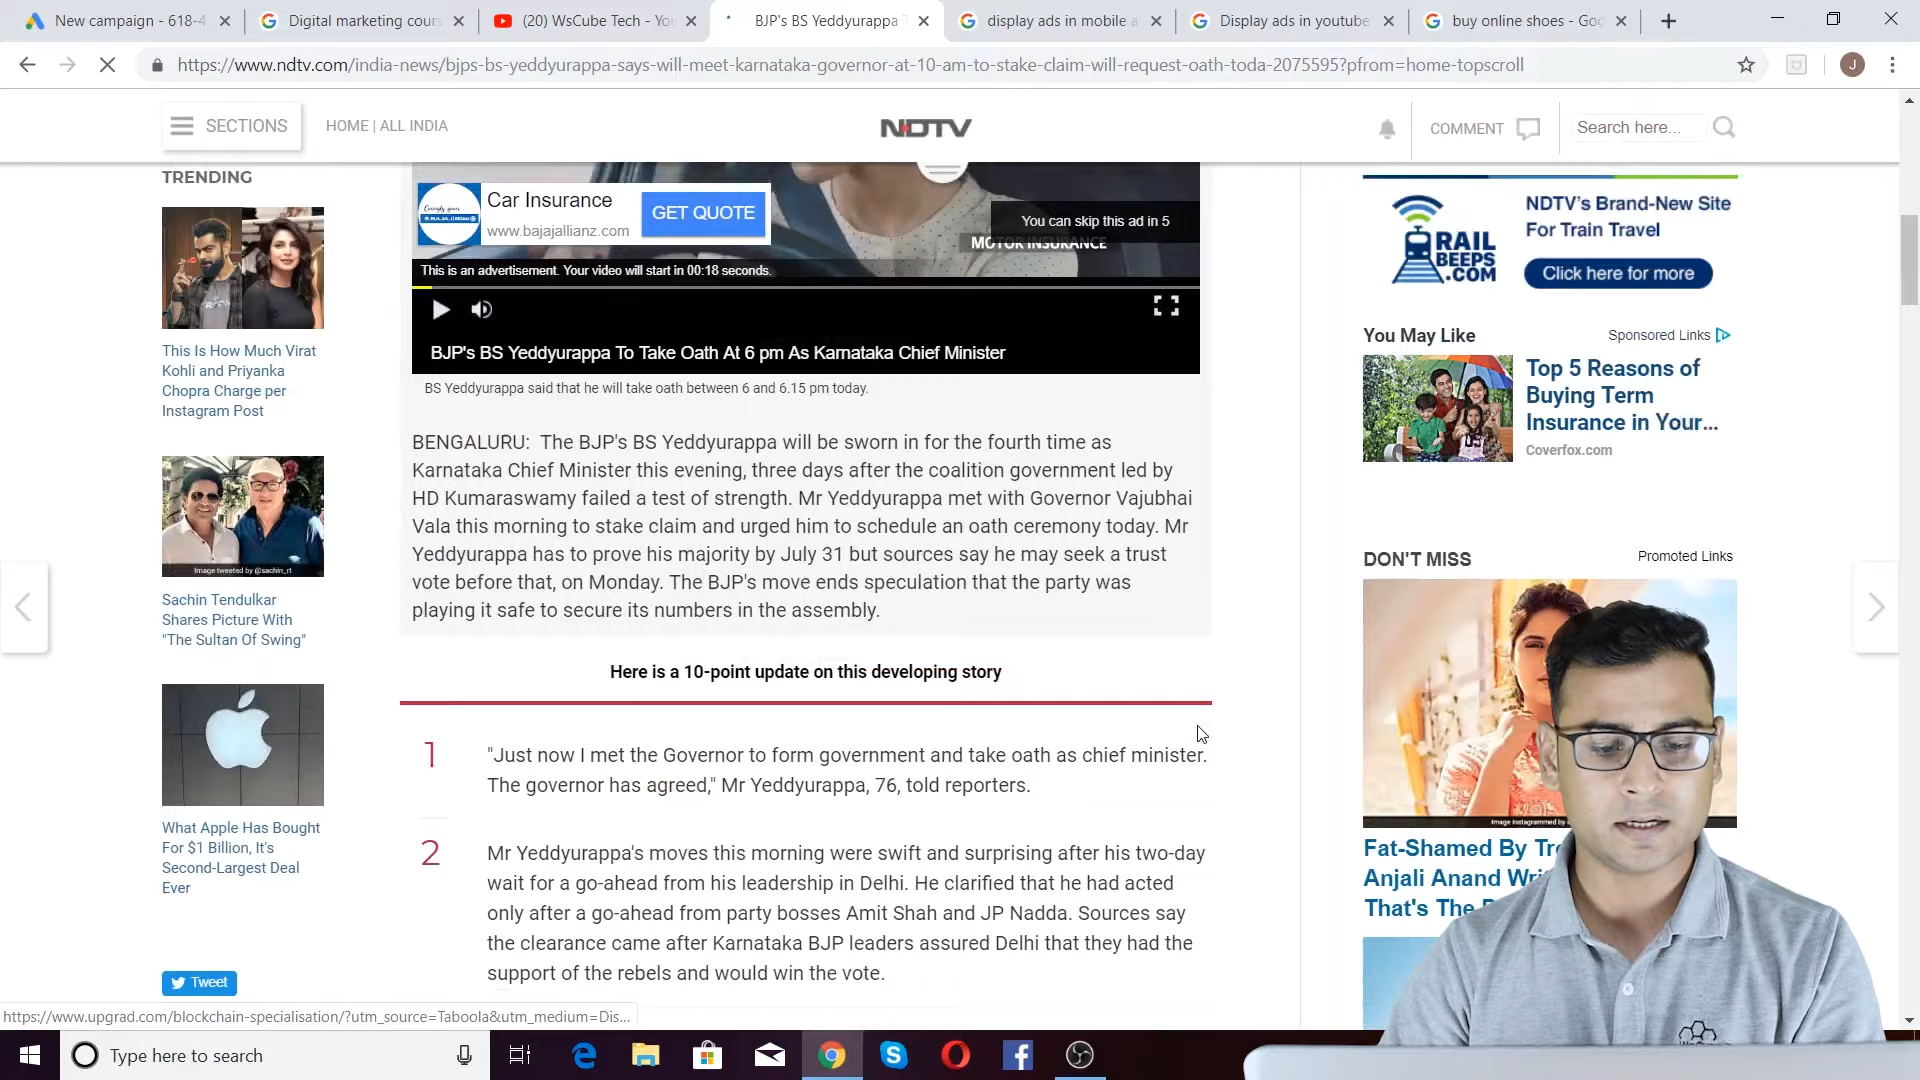 New campaign - 618-4
Digital marketing cours
(20) WsCube Tech - You
BJP's BS Yeddyurappa T
display ads in mobile a
Display ads in youtube
buy online shoes - Goo
https://www.ndtv.com/india-news/bjps-bs-yeddyurappa-says-will-meet-karnataka-governor-at-10-am-to-stake-claim-will-request-oath-toda-2075595?pfrom=home-topscroll
J
SECTIONS
HOME | ALL INDIA
NDTV
COMMENT
Search here...
TRENDING
This Is How Much Virat
Kohli and Priyanka
Chopra Charge per
Instagram Post
Image tweeted by @sachin_rt
Sachin Tendulkar
Shares Picture With
"The Sultan Of Swing"
What Apple Has Bought
For $1 Billion, It's
Second-Largest Deal
Ever
Tweet
Car Insurance
www.bajajallianz.com
GET QUOTE
You can skip this ad in 5
MOTOR INSURANCE
This is an advertisement. Your video will start in 00:18 seconds.
BJP's BS Yeddyurappa To Take Oath At 6 pm As Karnataka Chief Minister
BS Yeddyurappa said that he will take oath between 6 and 6.15 pm today.
BENGALURU: The BJP's BS Yeddyurappa will be sworn in for the fourth time as
Karnataka Chief Minister this evening, three days after the coalition government led by
HD Kumaraswamy failed a test of strength. Mr Yeddyurappa met with Governor Vajubhai
Vala this morning to stake claim and urged him to schedule an oath ceremony today. Mr
Yeddyurappa has to prove his majority by July 31 but sources say he may seek a trust
vote before that, on Monday. The BJP's move ends speculation that the party was
playing it safe to secure its numbers in the assembly.
Here is a 10-point update on this developing story
1
"Just now I met the Governor to form government and take oath as chief minister.
The governor has agreed," Mr Yeddyurappa, 76, told reporters.
2
Mr Yeddyurappa's moves this morning were swift and surprising after his two-day
wait for a go-ahead from his leadership in Delhi. He clarified that he had acted
only after a go-ahead from party bosses Amit Shah and JP Nadda. Sources say
the clearance came after Karnataka BJP leaders assured Delhi that they had the
support of the rebels and would win the vote.
RAIL
BEEPS
.COM
NDTV's Brand-New Site
For Train Travel
Click here for more
You May Like
Sponsored Links
Top 5 Reasons of
Buying Term
Insurance in Your...
Coverfox.com
DON'T MISS
Promoted Links
Image instagrammed by
Fat-Shamed By Tr
Anjali Anand Wri
That's The
https://www.upgrad.com/blockchain-specialisation/?utm_source=Taboola&utm_medium=Dis...
Type here to search